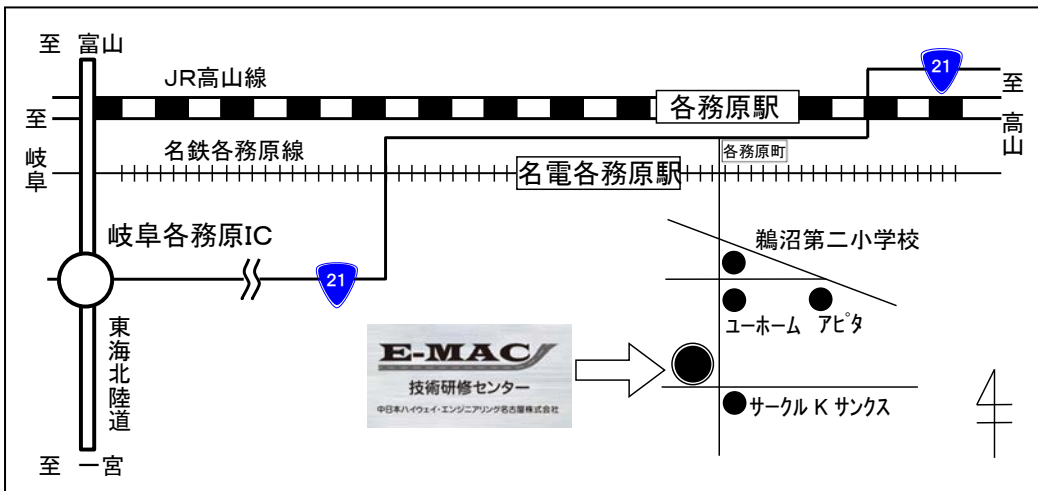 至 富山
JR高山線
21
至
高山
至
岐阜
各務原駅
各務原町
名鉄各務原線
名電各務原駅
岐阜各務原IC
21
鵜沼第二小学校
ユーホーム
アピタ
東海北陸道
E-MAC
技術研修センター
中日本ハイウェイ・エンジニアリング名古屋株式会社
サークル K サンクス
至 一宮